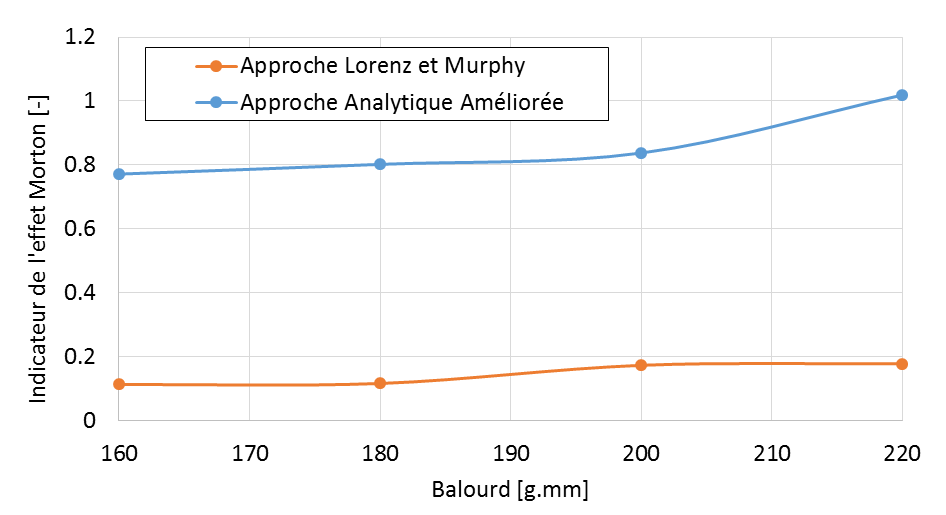 1.2
1
0.8
0.6
0.4
0.2
0
Indicateur de l'effet Morton [-]
Approche Lorenz et Murphy
Approche Analytique Améliorée
160 170 180 190 200 210 220
Balourd [g.mm]